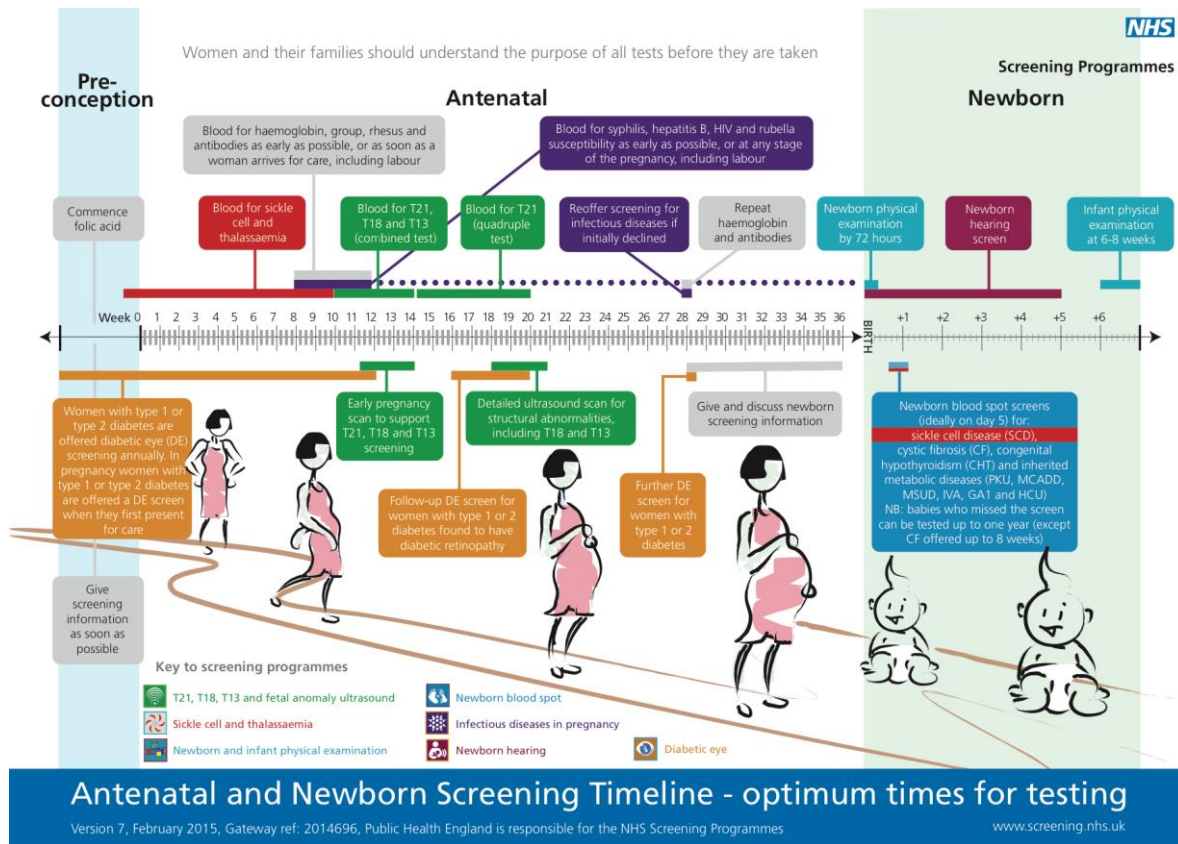 NHS
Women and their families should understand the purpose of all tests before they are taken
Screening Programmes
Pre-
conception
Antenatal
Newborn
Blood for haemoglobin, group, rhesus and
antibodies as early as possible, or as soon as a
woman arrives for care, including labour
Blood for syphilis, hepatitis B, HIV and rubella
susceptibility as early as possible, or at any stage
of the pregnancy, including labour
Commence
folic acid
Blood for sickle
cell and
thalassaemia
Blood for T21,
T18 and T13
(combined test)
Blood for T21
(quadruple
test)
Reoffer screening for
infectious diseases if
initially declined
Repeat
haemoglobin
and antibodies
Newborn physical
examination
by 72 hours
Newborn
hearing
screen
Infant physical
examination
at 6-8 weeks
Week 0 1 2 3 4 5 6 7 8 9 10 11 12 13 14 15 16 17 18 19 20 21 22 23 24 25 26 27 28 29 30 31 32 33 34 35 36
BIRTH
+1 +2 +3 +4 +5 +6
Women with type 1 or
type 2 diabetes are
offered diabetic eye (DE)
screening annually. In
pregnancy women with
type 1 or type 2 diabetes
are offered a DE screen
when they first present
for care
Early pregnancy
scan to support
T21, T18 and T13
screening
Detailed ultrasound scan for
structural abnormalities,
including T18 and T13
Give and discuss newborn
screening information
Newborn blood spot screens
(ideally on day 5) for:
sickle cell disease (SCD),
cystic fibrosis (CF), congenital
hypothyroidism (CHT) and inherited
metabolic diseases (PKU, MCADD,
MSUD, IVA, GA1 and HCU)
NB: babies who missed the screen
can be tested up to one year (except
CF offered up to 8 weeks)
Follow-up DE screen for
women with type 1 or 2
diabetes found to have
diabetic retinopathy
Further DE
screen for
women with
type 1 or 2
diabetes
Give
screening
information
as soon as
possible
Key to screening programmes
T21, T18, T13 and fetal anomaly ultrasound
Sickle cell and thalassaemia
Newborn and infant physical examination
Newborn blood spot
Infectious diseases in pregnancy
Newborn hearing
Diabetic eye
Antenatal and Newborn Screening Timeline - optimum times for testing
Version 7, February 2015, Gateway ref: 2014696, Public Health England is responsible for the NHS Screening Programmes
www.screening.nhs.uk